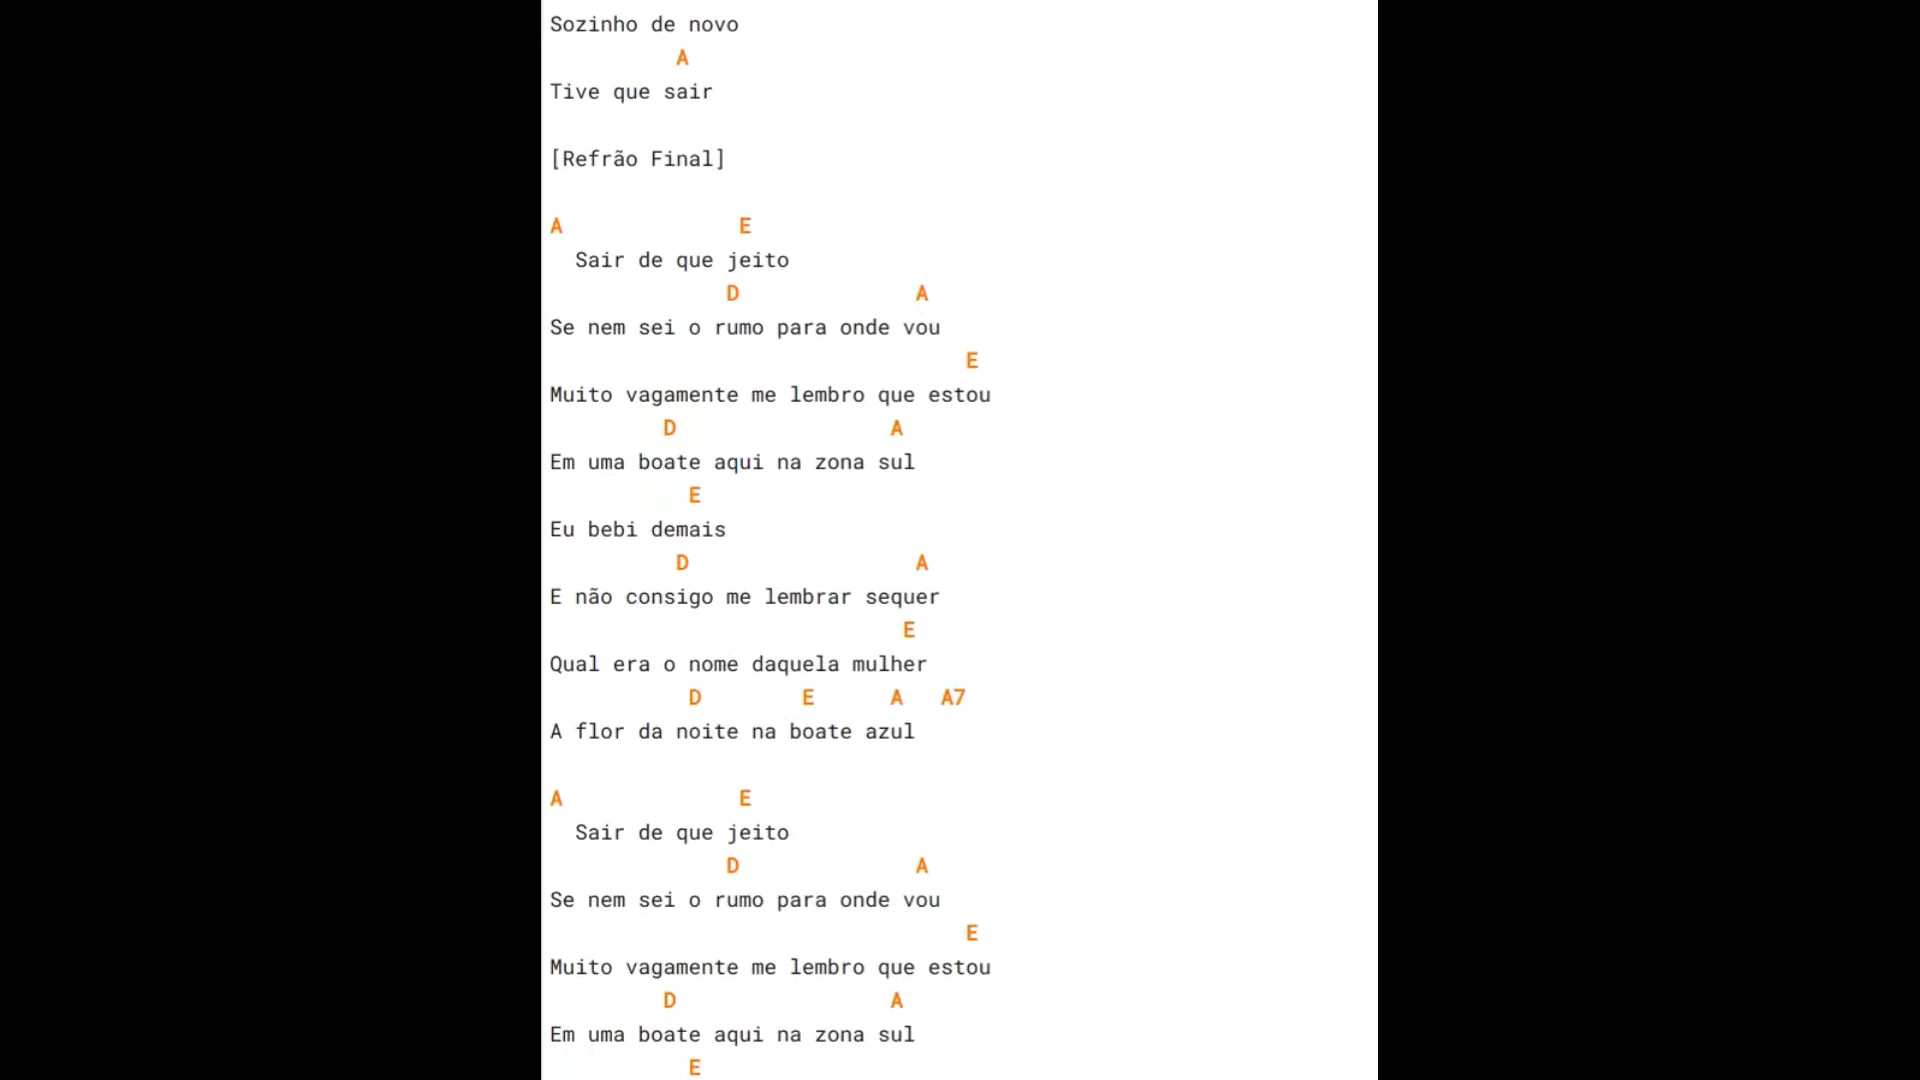 Sozinho de novo
A
Tive que sair
[Refrão Final]
A E
Sair de que jeito
D A
Se nem sei o rumo para onde vou
E
Muito vagamente me lembro que estou
D A
Em uma boate aqui na zona sul
E
Eu bebi demais
D A
E não consigo me lembrar sequer
E
Qual era o nome daquela mulher
D E A A7
A flor da noite na boate azul
A E
Sair de que jeito
D A
Se nem sei o rumo para onde vou
E
Muito vagamente me lembro que estou
D A
Em uma boate aqui na zona sul
E